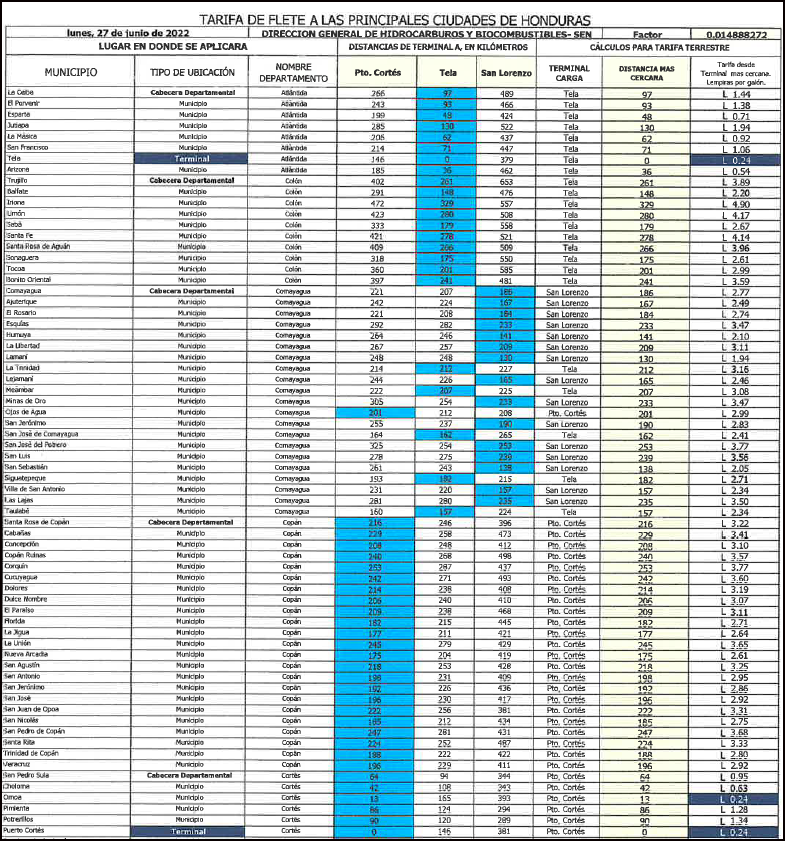 TARIFA DE FLETE A LAS PRINCIPALES CIUDADES DE HONDURAS
lunes, 27 de junio de 2022 DIRECCION GENERAL DE HIDROCARBUROS Y BIOCOMBUSTIBLES- SEN Factor 0.014888272
LUGAR EN DONDE SE APLICARA DISTANCIAS DE TERMINAL A, EN KILÓMETROS CÁLCULOS PARA TARIFA TERRESTRE
MUNICIPIO TIPO DE UBICACIÓN NOMBRE DEPARTAMENTO Pto. Cortés Tela San Lorenzo TERMINAL CARGA DISTANCIA MAS CERCANA Tarifa desde Terminal mas cercana. Lempiras por galón.
La Ceiba Cabecera Departamental Atlántida 266 97 489 Tela 97 L 1.44
El Porvenir Municipio Atlántida 243 93 466 Tela 93 L 1.38
Esparta Municipio Atlántida 199 48 424 Tela 48 L 0.71
Jutiapa Municipio Atlántida 285 130 522 Tela 130 L 1.94
La Másica Municipio Atlántida 206 62 437 Tela 62 L 0.92
San Francisco Municipio Atlántida 214 71 447 Tela 71 L 1.06
Tela Terminal Atlántida 146 0 379 Tela 0 L 0.24
Arizona Municipio Atlántida 185 36 462 Tela 36 L 0.54
Trujillo Cabecera Departamental Colón 402 261 653 Tela 261 L 3.89
Balfate Municipio Colón 291 148 476 Tela 148 L 2.20
Iriona Municipio Colón 472 329 557 Tela 329 L 4.90
Limón Municipio Colón 423 280 508 Tela 280 L 4.17
Sabá Municipio Colón 333 179 558 Tela 179 L 2.67
Santa Fe Municipio Colón 421 278 521 Tela 278 L 4.14
Santa Rosa de Aguán Municipio Colón 409 266 509 Tela 266 L 3.96
Sonaguera Municipio Colón 318 175 550 Tela 175 L 2.61
Tocoa Municipio Colón 360 201 585 Tela 201 L 2.99
Bonito Oriental Municipio Colón 397 241 481 Tela 241 L 3.59
Comayagua Cabecera Departamental Comayagua 221 207 186 San Lorenzo 186 L 2.77
Ajuterique Municipio Comayagua 242 224 167 San Lorenzo 167 L 2.49
El Rosario Municipio Comayagua 221 208 184 San Lorenzo 184 L 2.74
Esquías Municipio Comayagua 292 282 233 San Lorenzo 233 L 3.47
Humuya Municipio Comayagua 264 246 141 San Lorenzo 141 L 2.10
La Libertad Municipio Comayagua 267 257 209 San Lorenzo 209 L 3.11
Lamaní Municipio Comayagua 248 248 130 San Lorenzo 130 L 1.94
La Trinidad Municipio Comayagua 214 212 227 Tela 212 L 3.16
Lejamaní Municipio Comayagua 244 226 165 San Lorenzo 165 L 2.46
Meámbar Municipio Comayagua 222 207 225 Tela 207 L 3.08
Minas de Oro Municipio Comayagua 305 254 233 San Lorenzo 233 L 3.47
Ojos de Agua Municipio Comayagua 201 212 208 Pto. Cortés 201 L 2.99
San Jerónimo Municipio Comayagua 255 237 190 San Lorenzo 190 L 2.83
San José de Comayagua Municipio Comayagua 164 162 265 Tela 162 L 2.41
San José del Potrero Municipio Comayagua 325 254 253 San Lorenzo 253 L 3.77
San Luis Municipio Comayagua 278 275 239 San Lorenzo 239 L 3.56
San Sebastián Municipio Comayagua 261 243 138 San Lorenzo 138 L 2.05
Siguatepeque Municipio Comayagua 193 182 215 Tela 182 L 2.71
Villa de San Antonio Municipio Comayagua 231 220 157 San Lorenzo 157 L 2.34
Las Lajas Municipio Comayagua 281 280 235 San Lorenzo 235 L 3.50
Taulabé Municipio Comayagua 160 157 224 Tela 157 L 2.34
Santa Rosa de Copán Cabecera Departamental Copán 216 246 396 Pto. Cortés 216 L 3.22
Cabañas Municipio Copán 229 258 473 Pto. Cortés 229 L 3.41
Concepción Municipio Copán 208 248 412 Pto. Cortés 208 L 3.10
Copán Ruinas Municipio Copán 240 268 498 Pto. Cortés 240 L 3.57
Corquín Municipio Copán 253 287 437 Pto. Cortés 253 L 3.77
Cucuyagua Municipio Copán 242 271 493 Pto. Cortés 242 L 3.60
Dolores Municipio Copán 214 238 408 Pto. Cortés 214 L 3.19
Dulce Nombre Municipio Copán 206 240 410 Pto. Cortés 206 L 3.07
El Paraíso Municipio Copán 209 238 468 Pto. Cortés 209 L 3.11
Florida Municipio Copán 182 215 445 Pto. Cortés 182 L 2.71
La Jigua Municipio Copán 177 211 421 Pto. Cortés 177 L 2.64
La Unión Municipio Copán 245 279 429 Pto. Cortés 245 L 3.65
Nueva Arcadia Municipio Copán 175 204 419 Pto. Cortés 175 L 2.61
San Agustín Municipio Copán 218 253 428 Pto. Cortés 218 L 3.25
San Antonio Municipio Copán 198 231 409 Pto. Cortés 198 L 2.95
San Jerónimo Municipio Copán 192 226 436 Pto. Cortés 192 L 2.86
San José Municipio Copán 196 230 417 Pto. Cortés 196 L 2.92
San Juan de Opoa Municipio Copán 222 256 381 Pto. Cortés 222 L 3.31
San Nicolás Municipio Copán 185 212 434 Pto. Cortés 185 L 2.75
San Pedro de Copán Municipio Copán 247 281 431 Pto. Cortés 247 L 3.68
Santa Rita Municipio Copán 224 252 487 Pto. Cortés 224 L 3.33
Trinidad de Copán Municipio Copán 188 222 422 Pto. Cortés 188 L 2.80
Veracruz Municipio Copán 196 229 411 Pto. Cortés 196 L 2.92
San Pedro Sula Cabecera Departamental Cortés 64 94 344 Pto. Cortés 64 L 0.95
Choloma Municipio Cortés 42 108 343 Pto. Cortés 42 L 0.63
Omoa Municipio Cortés 13 165 393 Pto. Cortés 13 L 0.24
Pimienta Municipio Cortés 86 124 294 Pto. Cortés 86 L 1.28
Potrerillos Municipio Cortés 90 120 289 Pto. Cortés 90 L 1.34
Puerto Cortés Terminal Cortés 0 146 381 Pto. Cortés 0 L 0.24